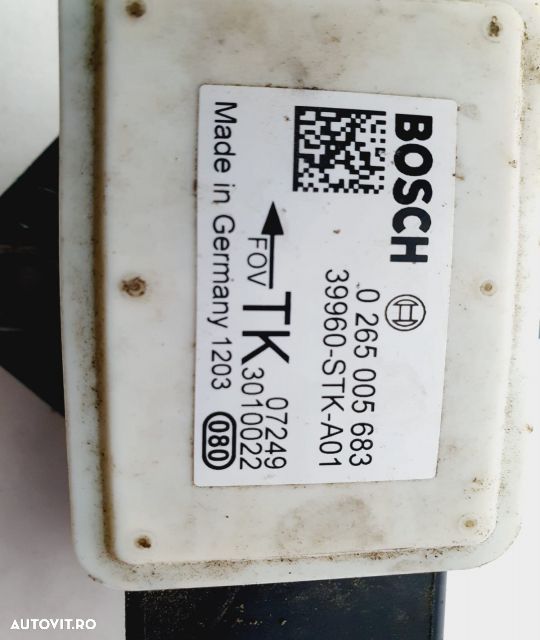 BOSCH
0 265 005 683
39960-STK-A01
07249
TK 3010022
FOV
Made in Germany 1203 080
AUTOVIT.RO